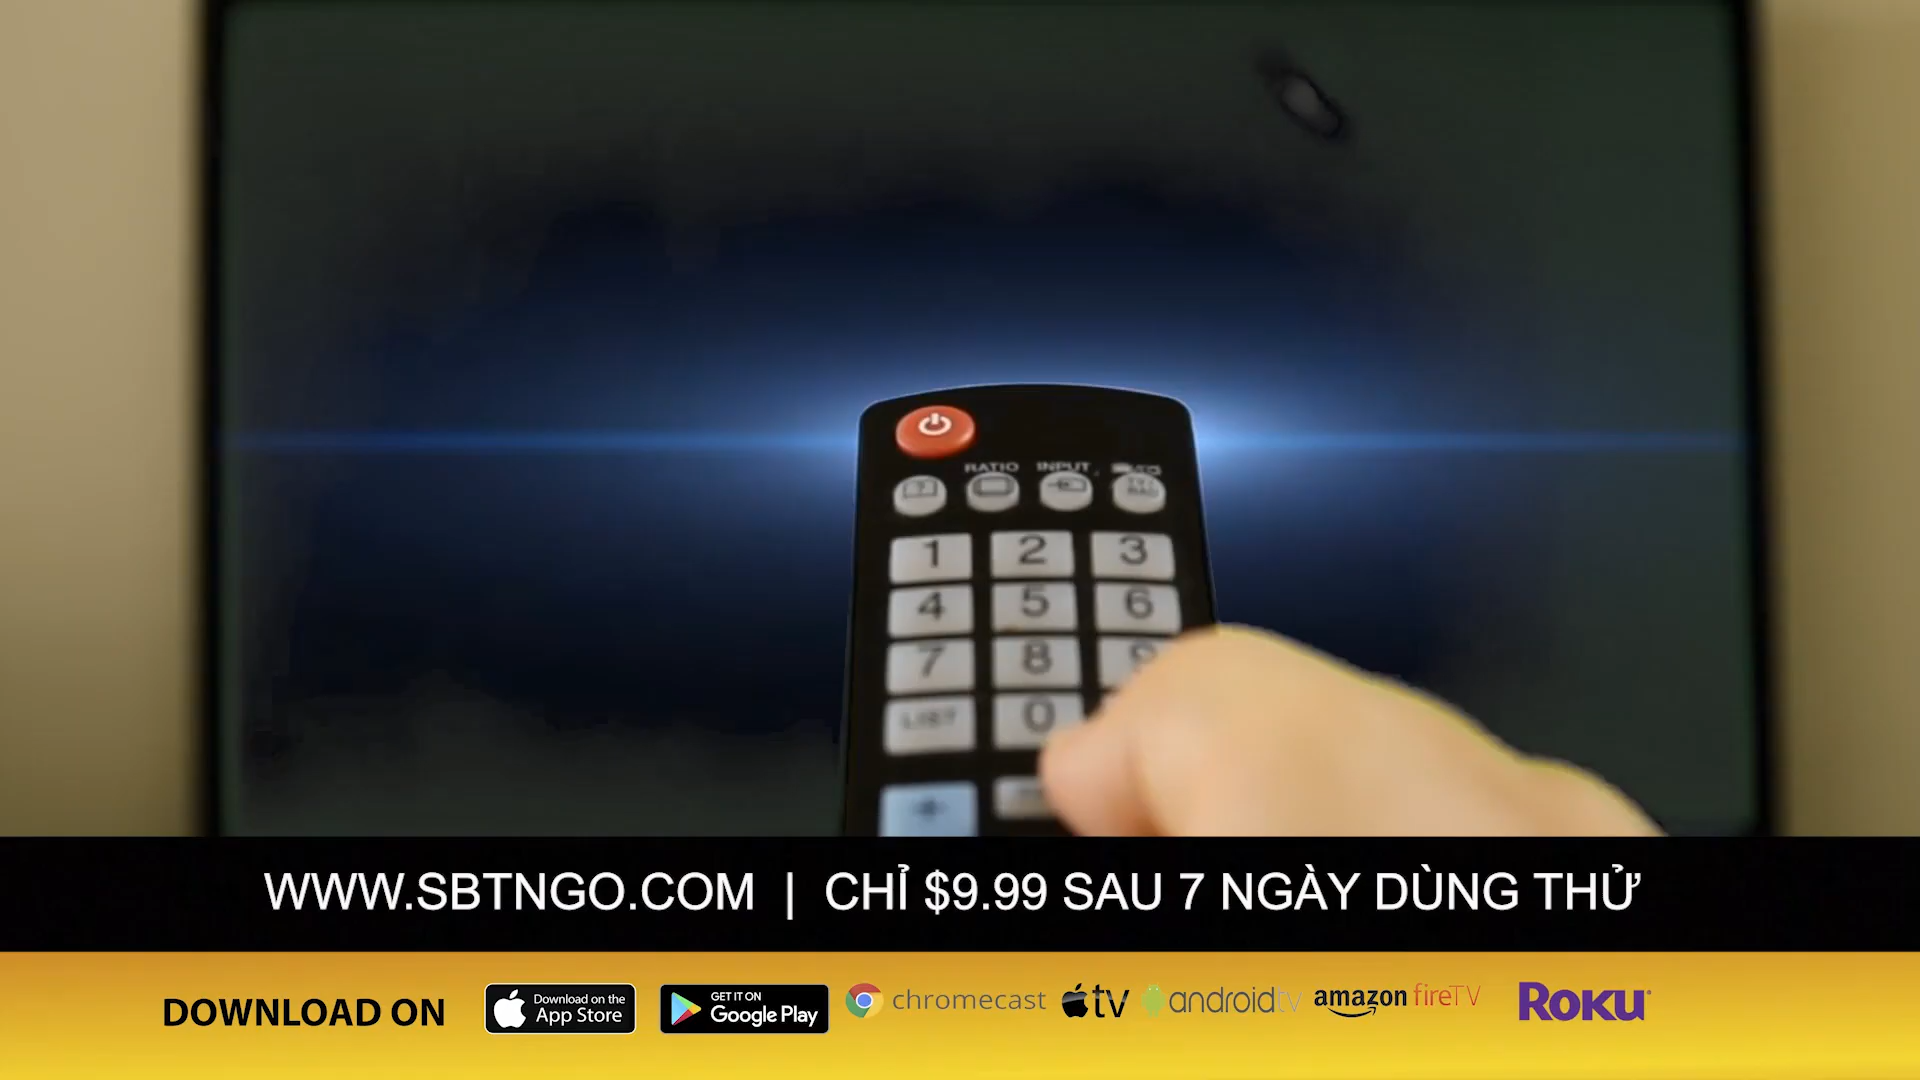 RATIO INPUT
1 2 3
4 5 6
7 8
LIST 0
WWW.SBTNGO.COM | CHỈ $9.99 SAU 7 NGÀY DÙNG THỬ
DOWNLOAD ON
Download on the
App Store
GET IT ON
Google Play
chromecast
tv
androidtv
amazon fireTV
ROKU